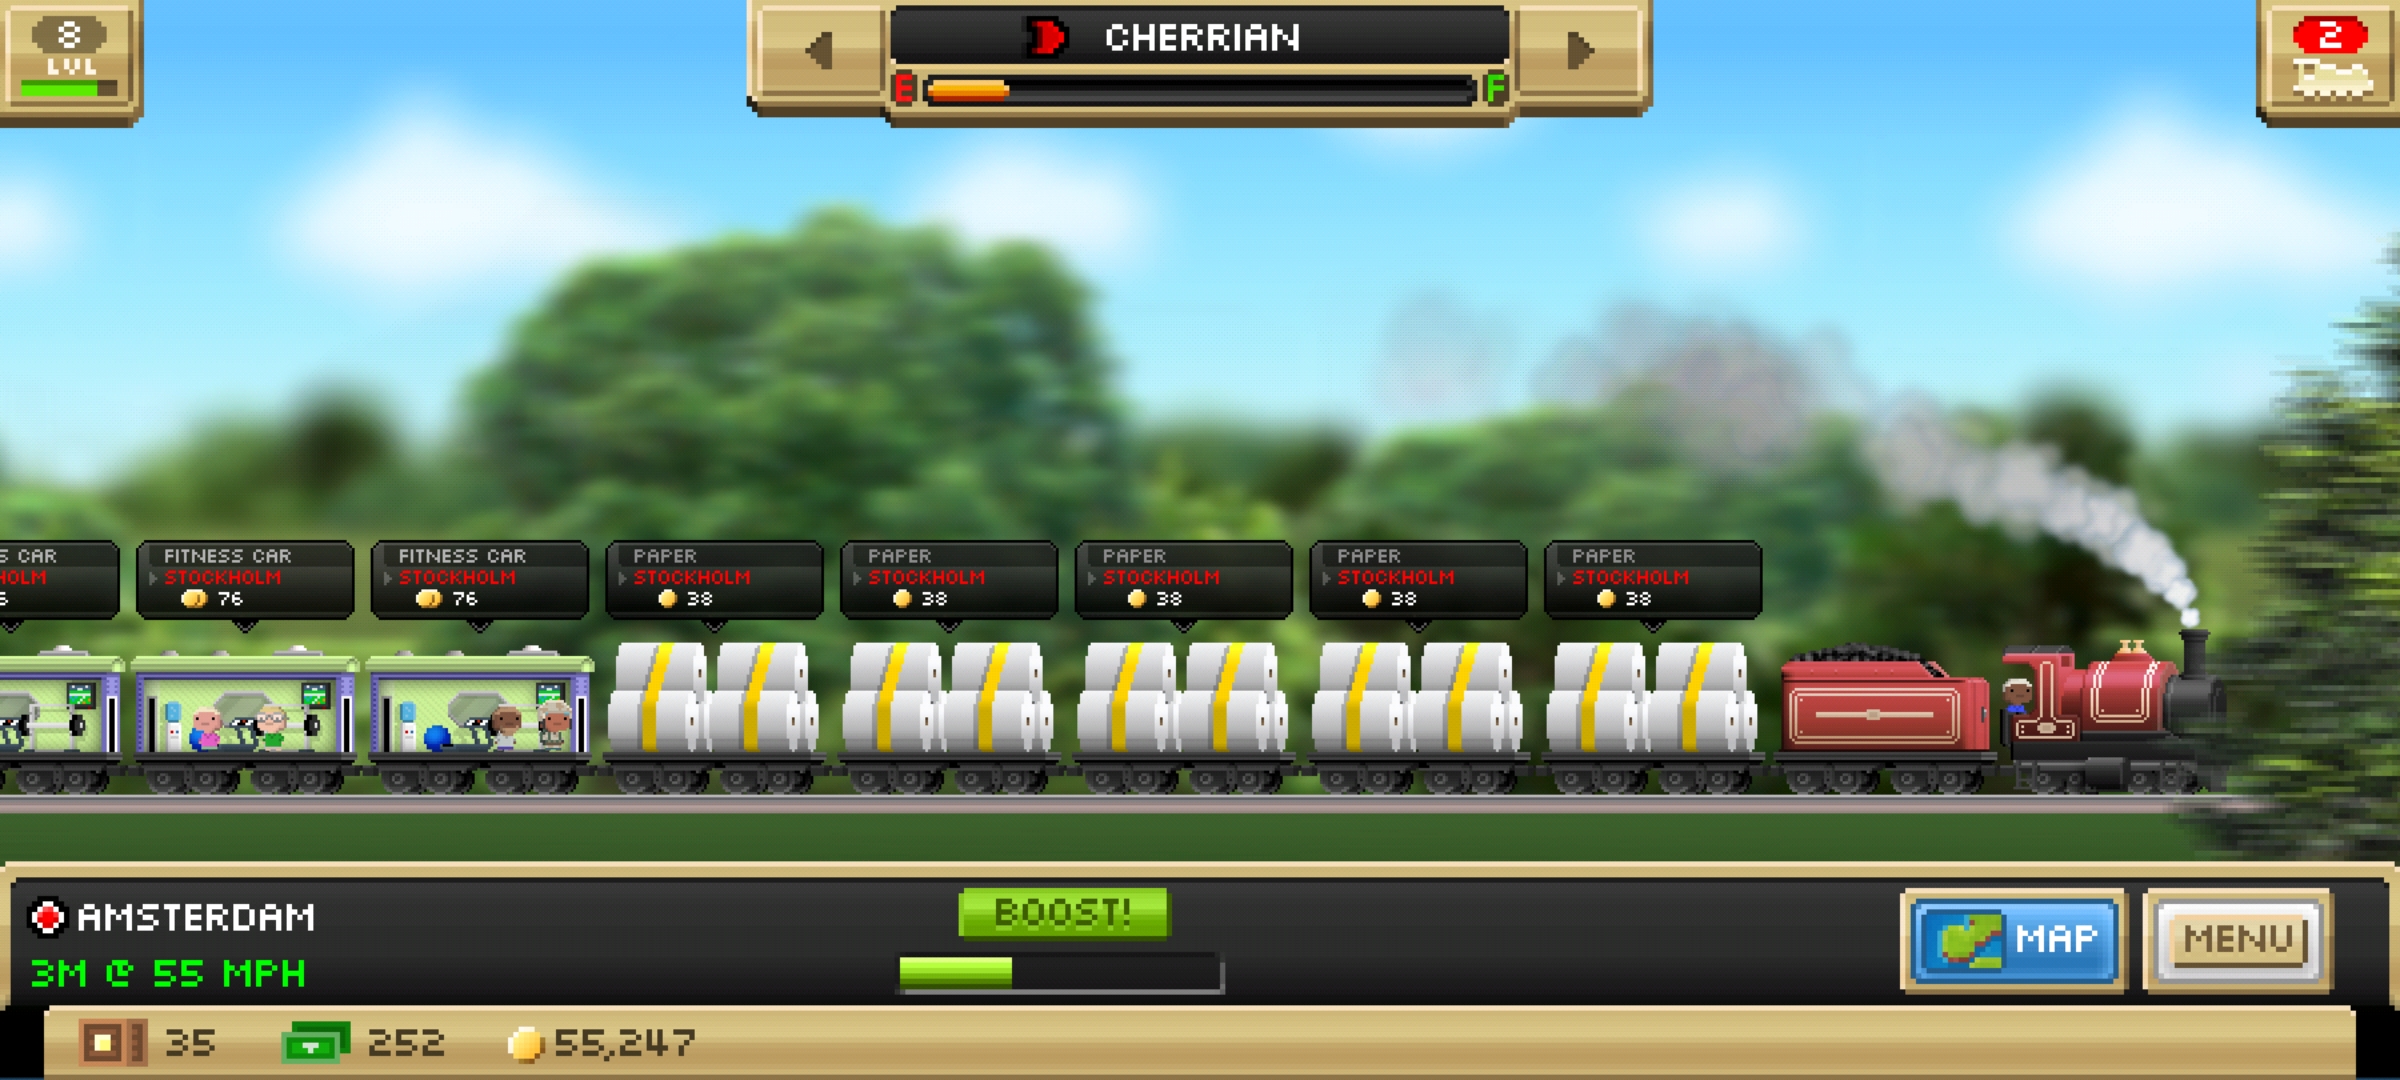 8
LVL
CHERRIAN
E F
2
S CAR
HOLM
FITNESS CAR
STOCKHOLM
76
FITNESS CAR
STOCKHOLM
76
PAPER
STOCKHOLM
38
PAPER
STOCKHOLM
38
PAPER
STOCKHOLM
38
PAPER
STOCKHOLM
38
PAPER
STOCKHOLM
38
AMSTERDAM
3M @ 55 MPH
BOOST!
MAP
MENU
35
252
55,247